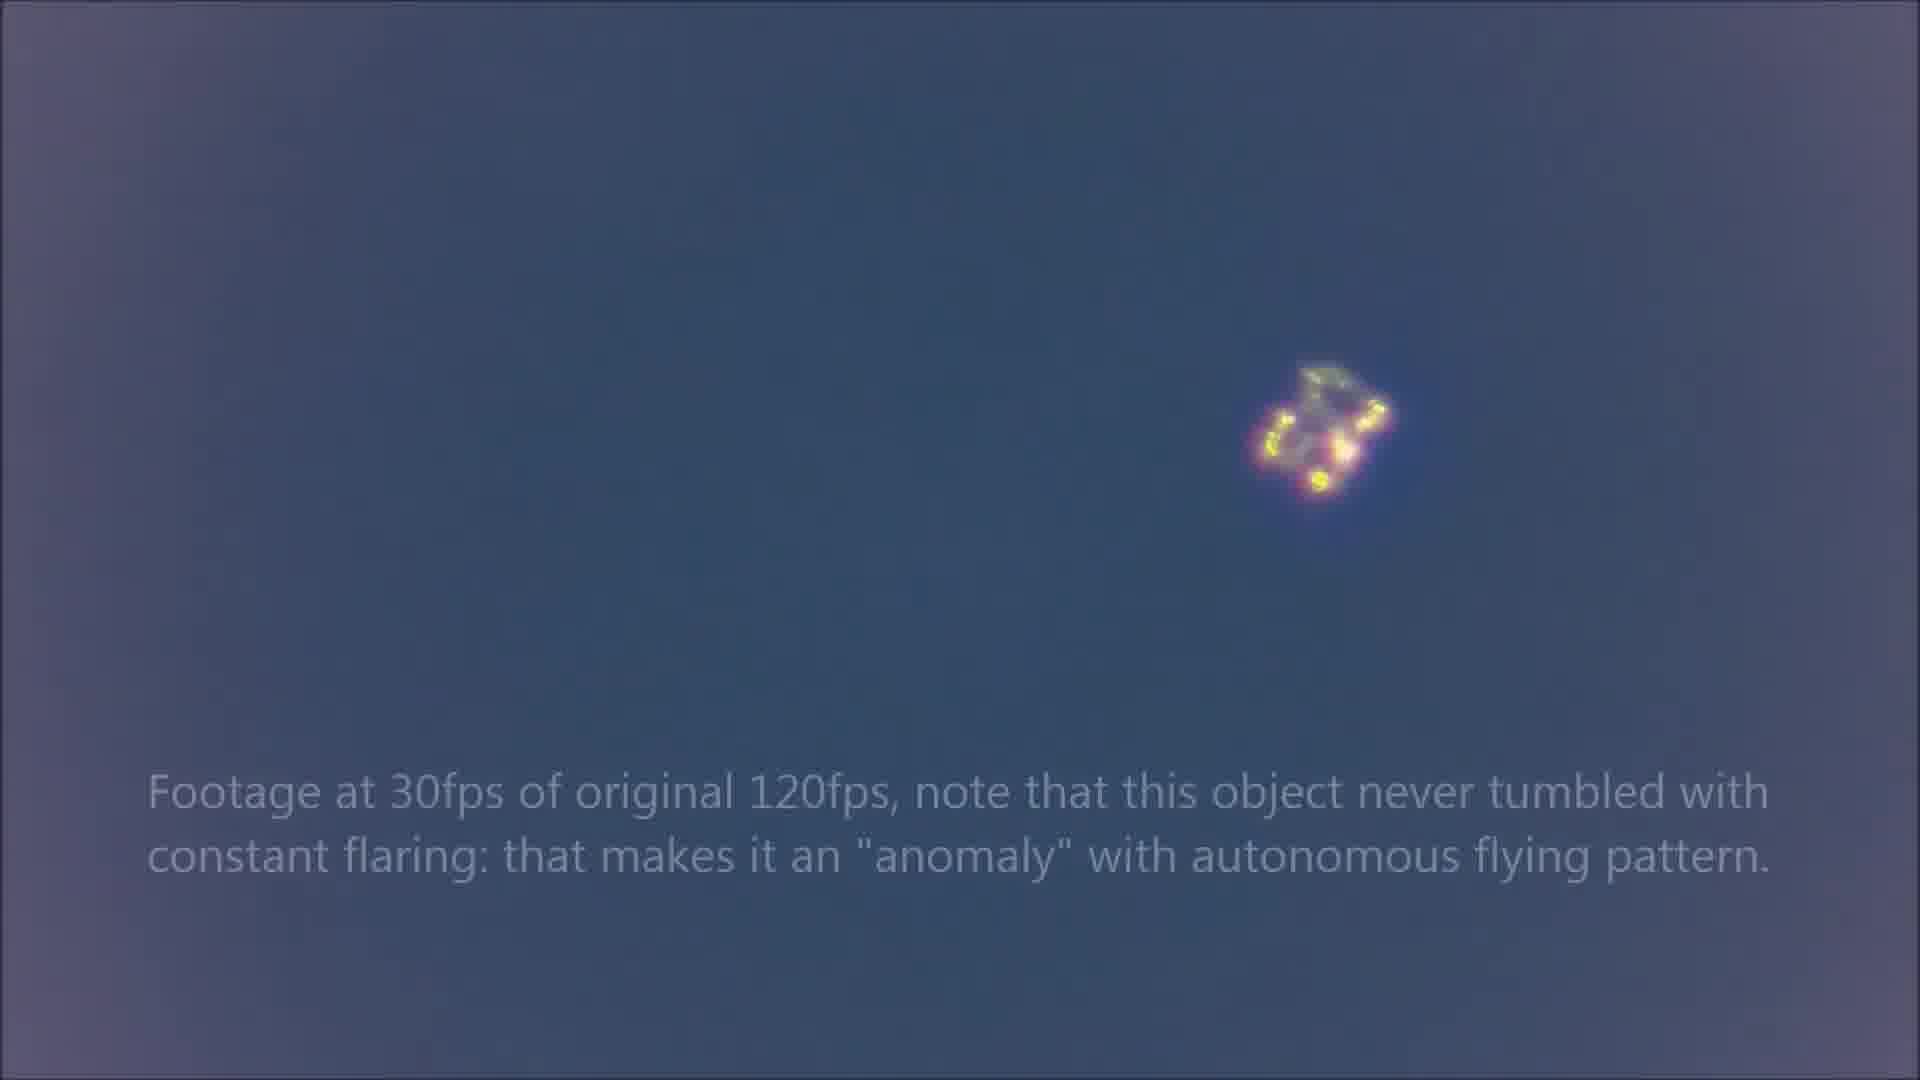 Footage at 30fps of original 120fps, note that this object never tumbled with
constant flaring: that makes it an "anomaly" with autonomous flying pattern.